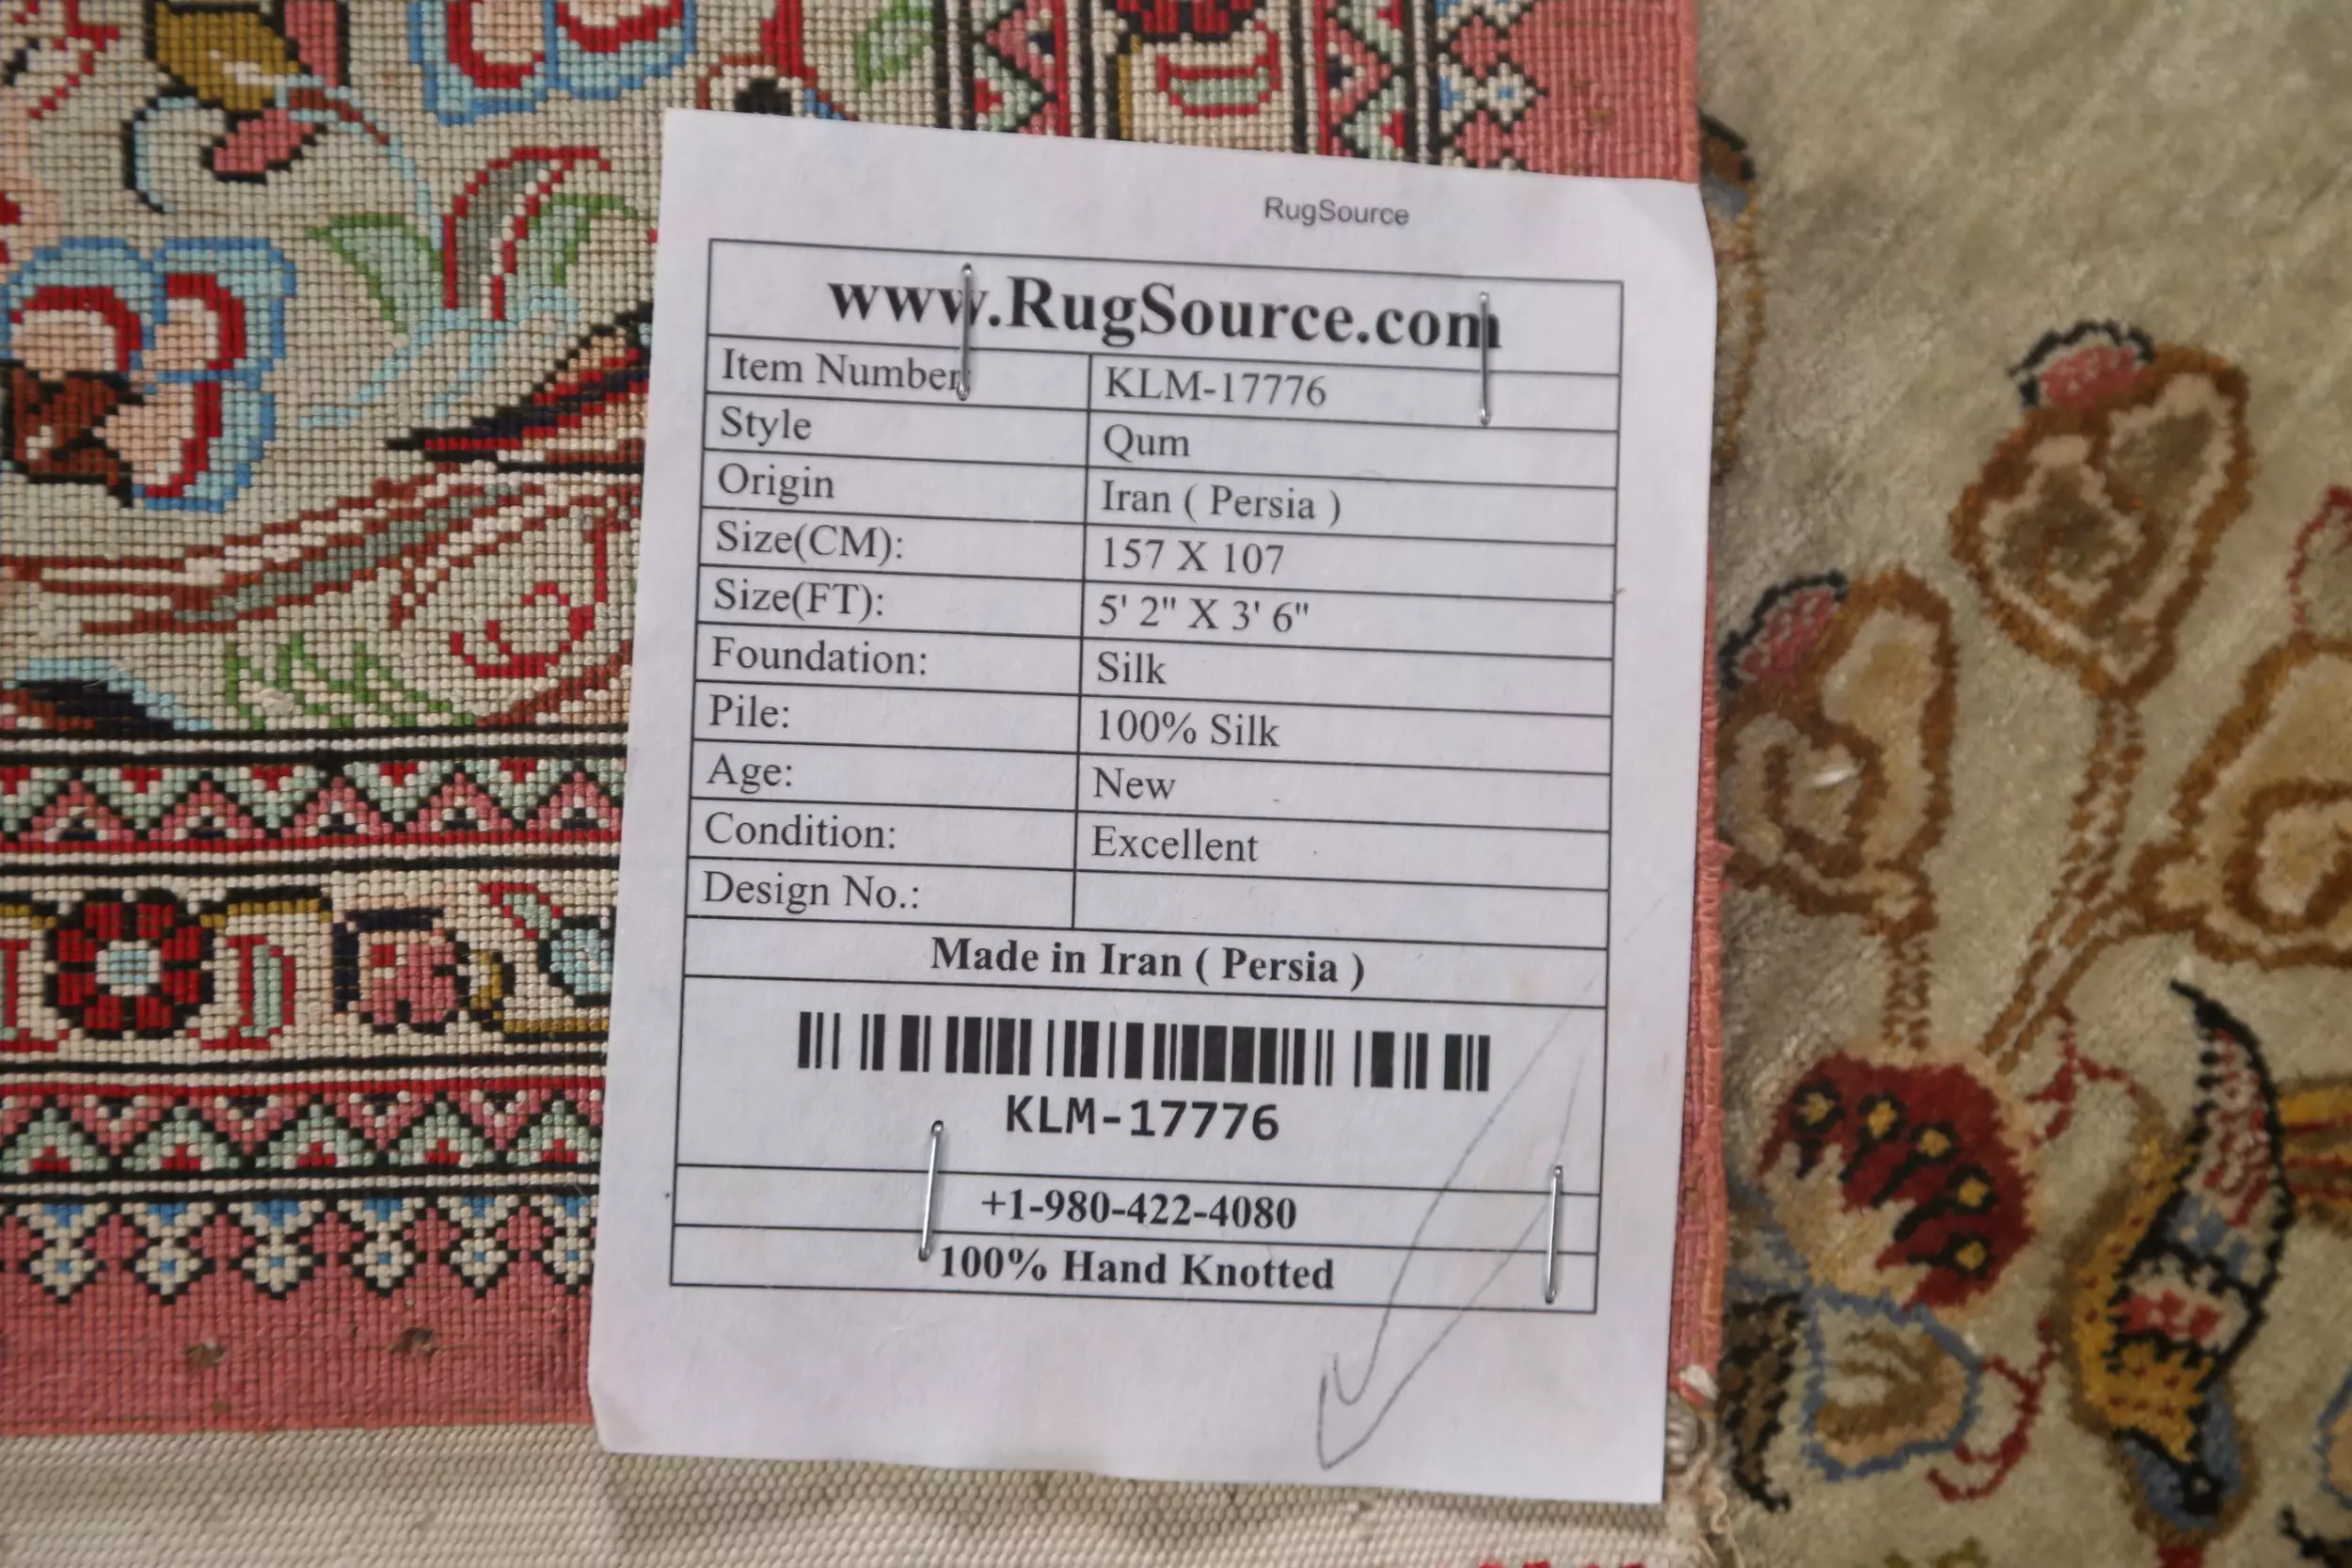 RugSource
www.RugSource.com
Item Number: KLM-17776
Style Qum
Origin Iran ( Persia )
Size(CM): 157 X 107
Size(FT): 5' 2" X 3' 6"
Foundation: Silk
Pile: 100% Silk
Age: New
Condition: Excellent
Design No.:
Made in Iran ( Persia )
KLM-17776
+1-980-422-4080
100% Hand Knotted